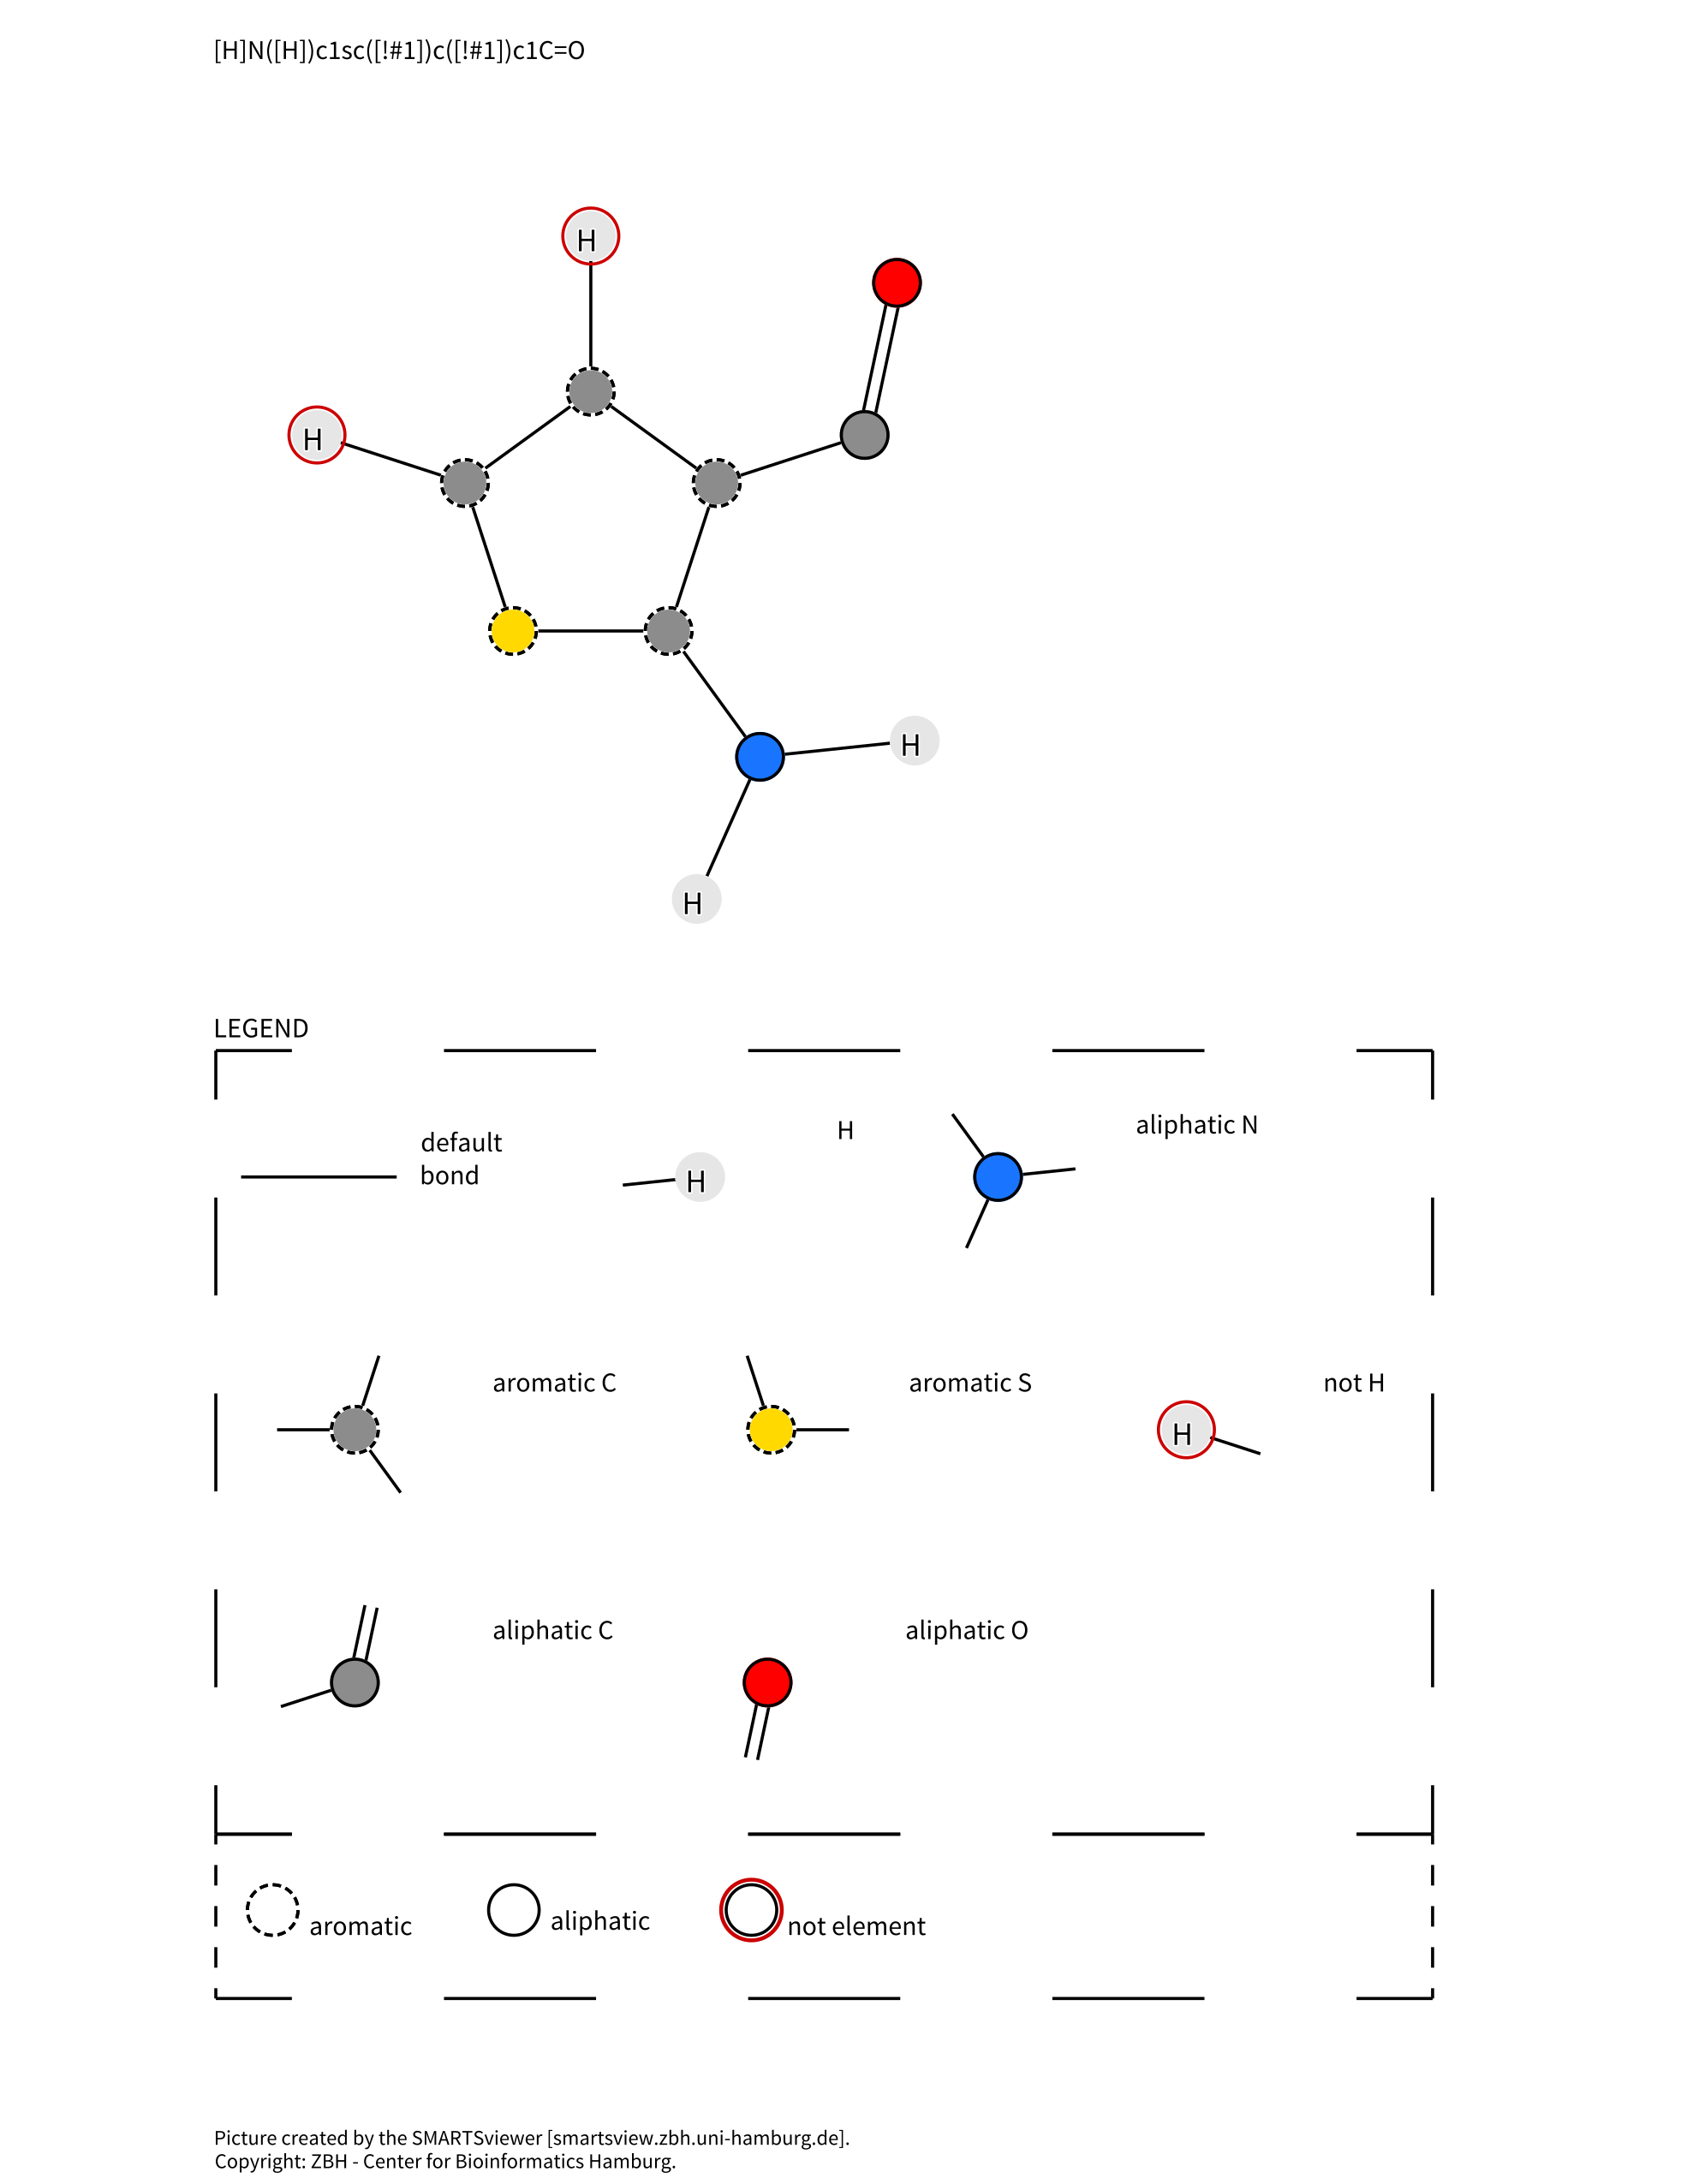 [H]N([H])c1sc([!#1])c([!#1])c1C=O
H
H
H
H
LEGEND
default
bond
H
H
aliphatic N
aromatic C
aromatic S
H
not H
aliphatic C
aliphatic O
aromatic
aliphatic
not element
Picture created by the SMARTSviewer [smartsview.zbh.uni-hamburg.de].
Copyright: ZBH - Center for Bioinformatics Hamburg.